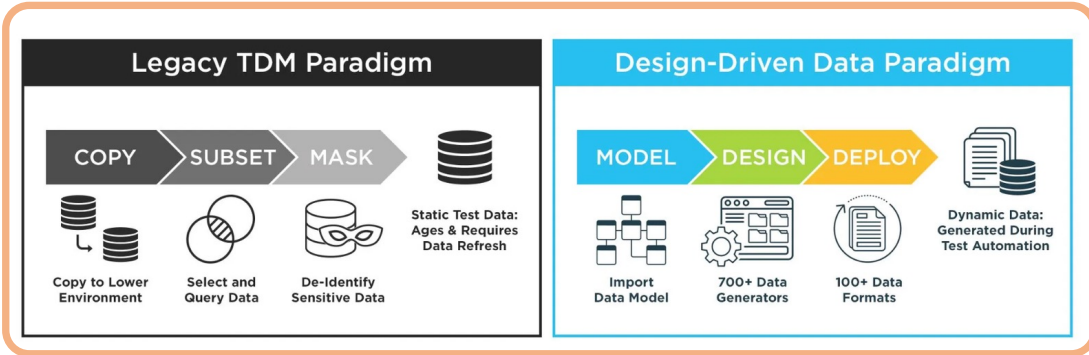 Legacy TDM Paradigm
COPY
SUBSET
MASK
Copy to Lower
Environment
Select and
Query Data
De-Identify
Sensitive Data
Static Test Data:
Ages & Requires
Data Refresh
Design-Driven Data Paradigm
MODEL
DESIGN
DEPLOY
Import
Data Model
700+ Data
Generators
100+ Data
Formats
Dynamic Data:
Generated During
Test Automation